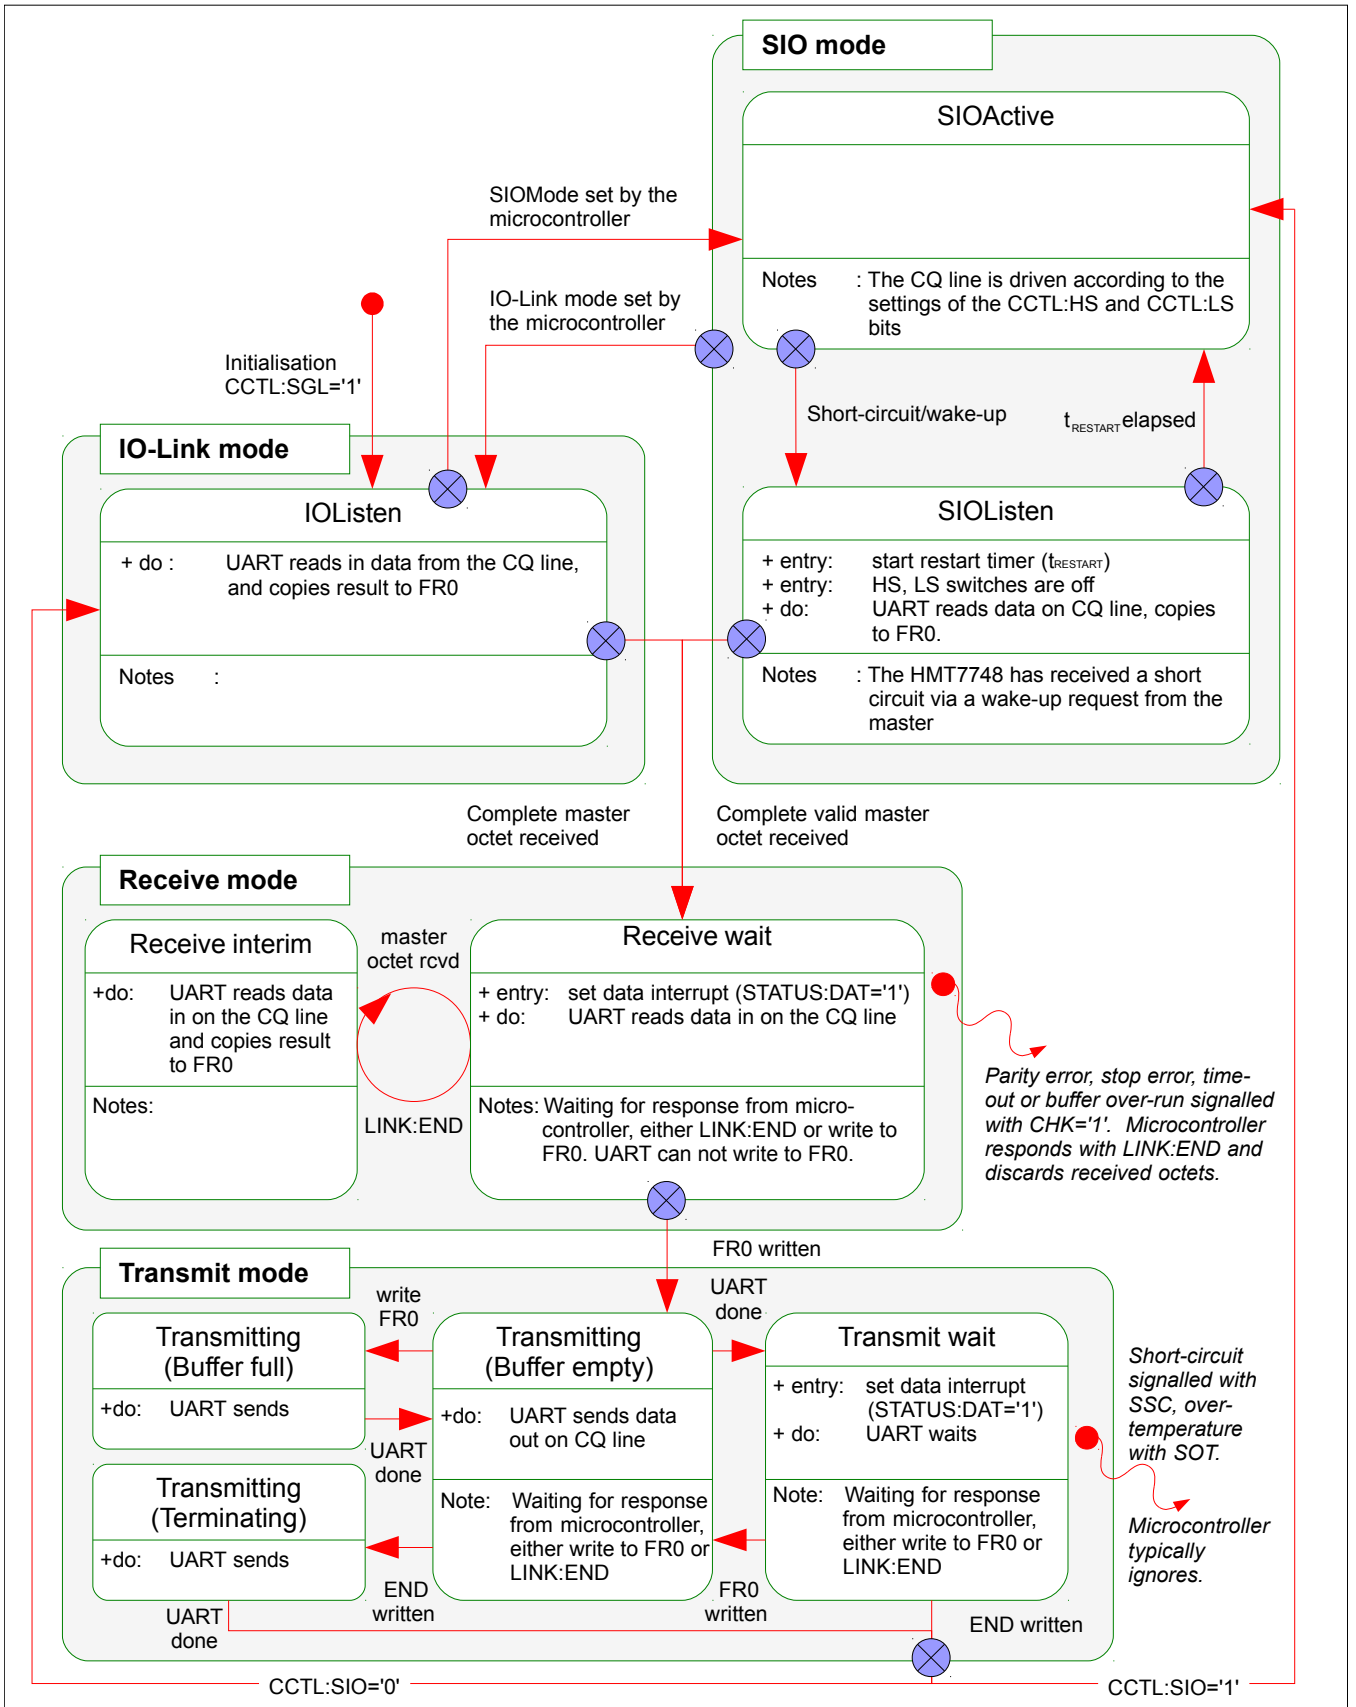 SIO mode
SIOActive
Notes : The CQ line is driven according to the
settings of the CCTL:HS and CCTL:LS
bits
SIOMode set by the
microcontroller
IO-Link mode set by
the microcontroller
Initialisation
CCTL:SGL='1'
Short-circuit/wake-up
tRESTART elapsed
IO-Link mode
IOListen
+ do : UART reads in data from the CQ line,
and copies result to FR0
Notes :
SIOListen
+ entry: start restart timer (tRESTART)
+ entry: HS, LS switches are off
+ do: UART reads data on CQ line, copies
to FR0.
Notes : The HMT7748 has received a short
circuit via a wake-up request from the
master
Complete master
octet received
Complete valid master
octet received
Receive mode
Receive interim
+do: UART reads data
in on the CQ line
and copies result
to FR0
Notes:
master
octet rcvd
LINK:END
Receive wait
+ entry: set data interrupt (STATUS:DAT='1')
+ do: UART reads data in on the CQ line
Notes: Waiting for response from micro-
controller, either LINK:END or write to
FR0. UART can not write to FR0.
Parity error, stop error, time-
out or buffer over-run signalled
with CHK='1'. Microcontroller
responds with LINK:END and
discards received octets.
FR0 written
Transmit mode
write
FR0
UART
done
Transmitting
(Buffer full)
+do: UART sends
UART
done
Transmitting
(Terminating)
+do: UART sends
UART
done
END
written
Transmitting
(Buffer empty)
+do: UART sends data
out on CQ line
Note: Waiting for response
from microcontroller,
either write to FR0 or
LINK:END
FR0
written
Transmit wait
+ entry: set data interrupt
(STATUS:DAT='1')
+ do: UART waits
Note: Waiting for response
from microcontroller,
either write to FR0 or
LINK:END
END written
Short-circuit
signalled with
SSC, over-
temperature
with SOT.
Microcontroller
typically
ignores.
CCTL:SIO='0'
CCTL:SIO='1'